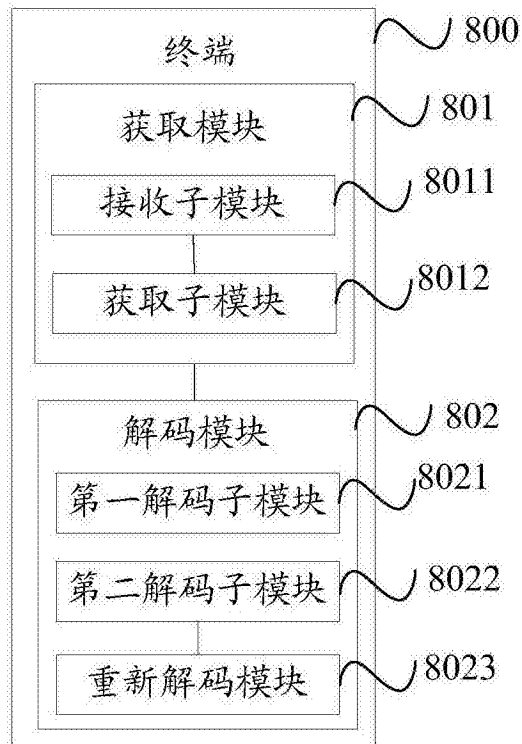 终端 800
获取模块 801
接收子模块 8011
获取子模块 8012
解码模块 802
第一解码子模块 8021
第二解码子模块 8022
重新解码模块 8023